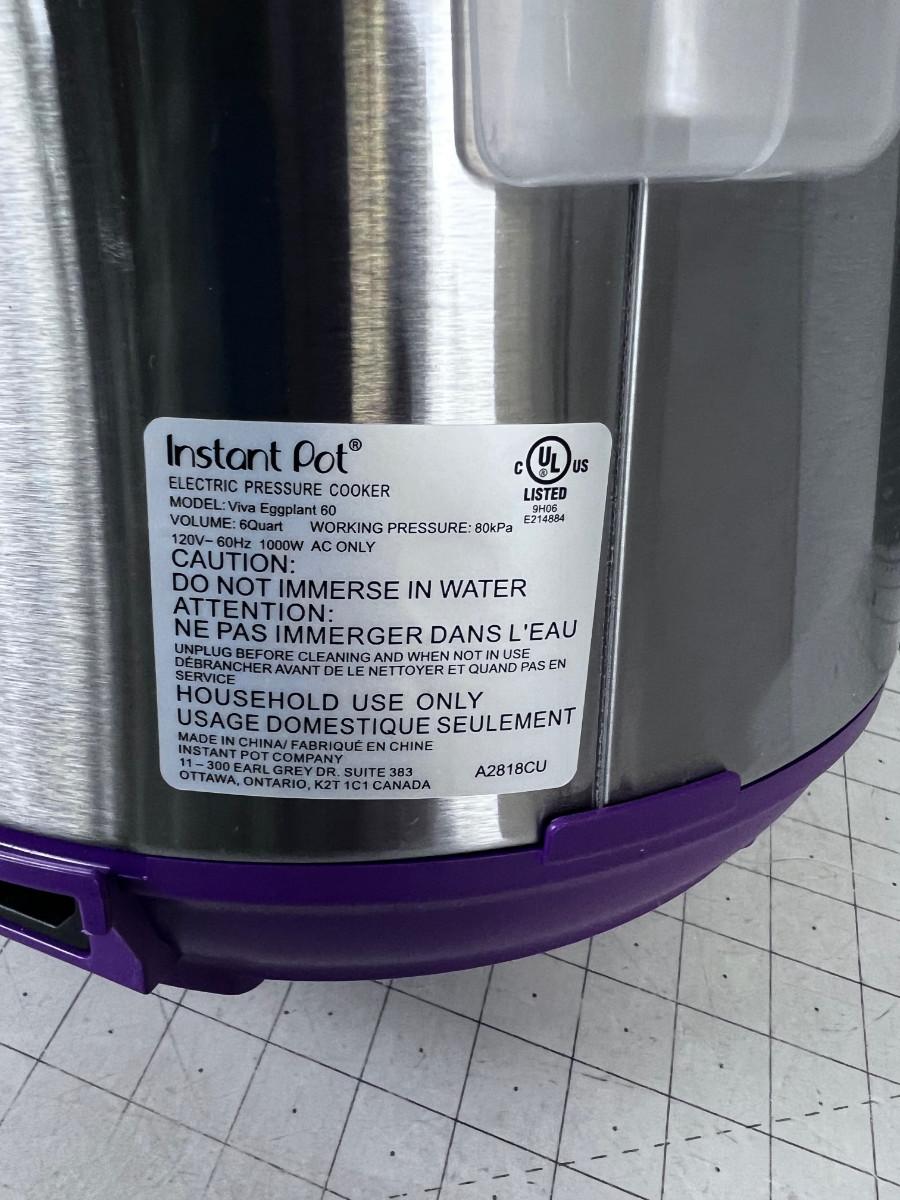 Instant Pot®
ELECTRIC PRESSURE COOKER
MODEL: Viva Eggplant 60
VOLUME: 6Quart WORKING PRESSURE: 80kPa
120V~ 60Hz 1000W AC ONLY
C UL® US
LISTED
9H06
E214884
CAUTION:
DO NOT IMMERSE IN WATER
ATTENTION:
NE PAS IMMERGER DANS L'EAU
UNPLUG BEFORE CLEANING AND WHEN NOT IN USE
DÉBRANCHER AVANT DE LE NETTOYER ET QUAND PAS EN
SERVICE
HOUSEHOLD USE ONLY
USAGE DOMESTIQUE SEULEMENT
MADE IN CHINA/ FABRIQUÉ EN CHINE
INSTANT POT COMPANY
11 – 300 EARL GREY DR. SUITE 383
OTTAWA, ONTARIO, K2T 1C1 CANADA
A2818CU